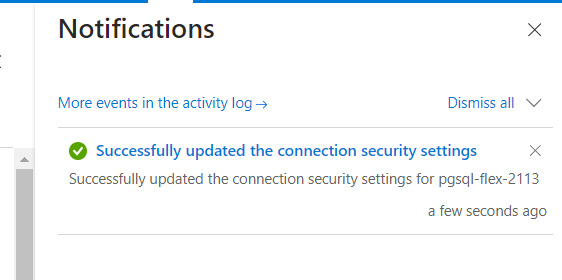 Notifications
More events in the activity log →
Dismiss all
Successfully updated the connection security settings
Successfully updated the connection security settings for pgsql-flex-2113
a few seconds ago